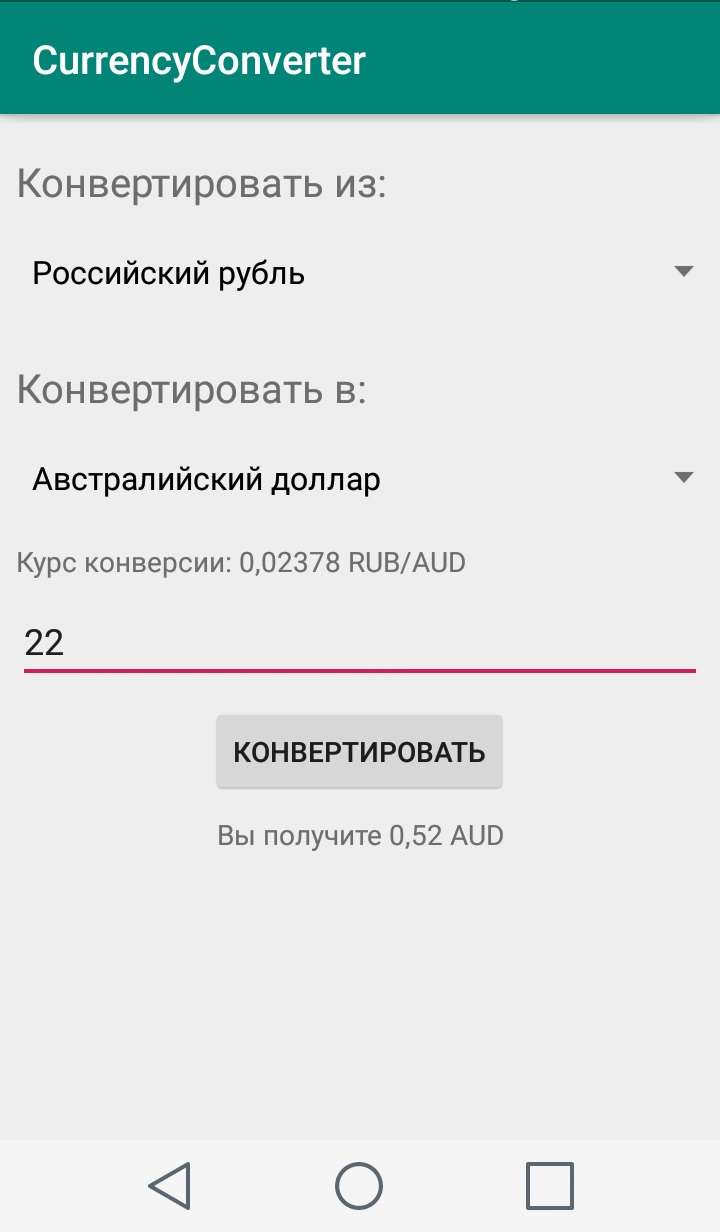 CurrencyConverter
Конвертировать из:
Российский рубль
Конвертировать в:
Австралийский доллар
Курс конверсии: 0,02378 RUB/AUD
22
КОНВЕРТИРОВАТЬ
Вы получите 0,52 AUD